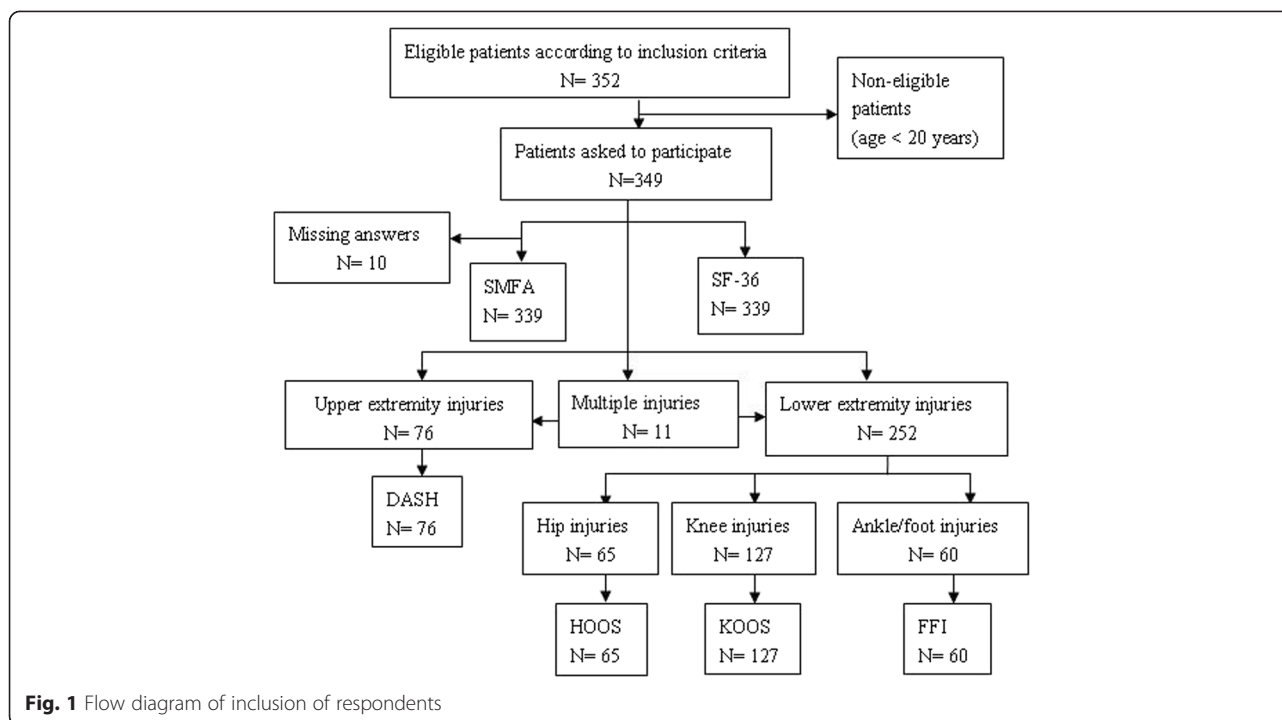 Eligible patients according to inclusion criteria
N= 352
Non-eligible
patients
(age < 20 years)
Patients asked to participate
N=349
Missing answers
N= 10
SMFA
N= 339
SF-36
N= 339
Upper extremity injuries
N= 76
Multiple injuries
N= 11
Lower extremity injuries
N= 252
DASH
N= 76
Hip injuries
N= 65
Knee injuries
N= 127
Ankle/foot injuries
N= 60
HOOS
N= 65
KOOS
N= 127
FFI
N= 60
Fig. 1 Flow diagram of inclusion of respondents